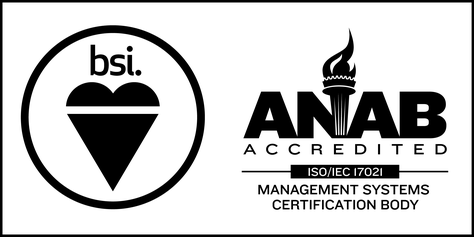 bsi.
ANAB
ACCREDITED
ISO/IEC 17021
MANAGEMENT SYSTEMS
CERTIFICATION BODY